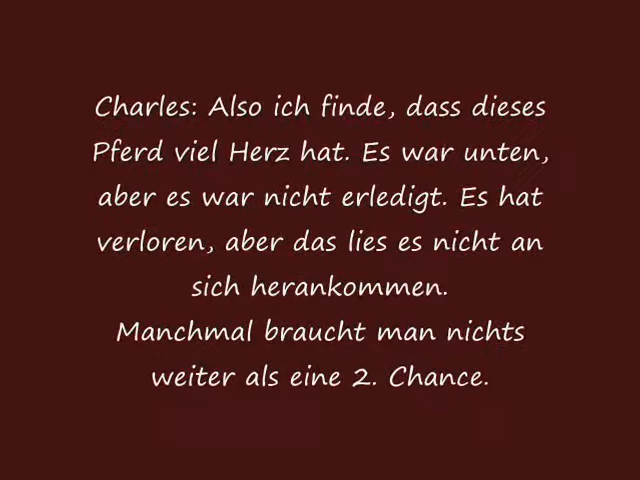 Charles: Also ich finde, dass dieses
Pferd viel Herz hat. Es war unten,
aber es war nicht erledigt. Es hat
verloren, aber das lies es nicht an
sich herankommen.
Manchmal braucht man nichts
weiter als eine 2. Chance.